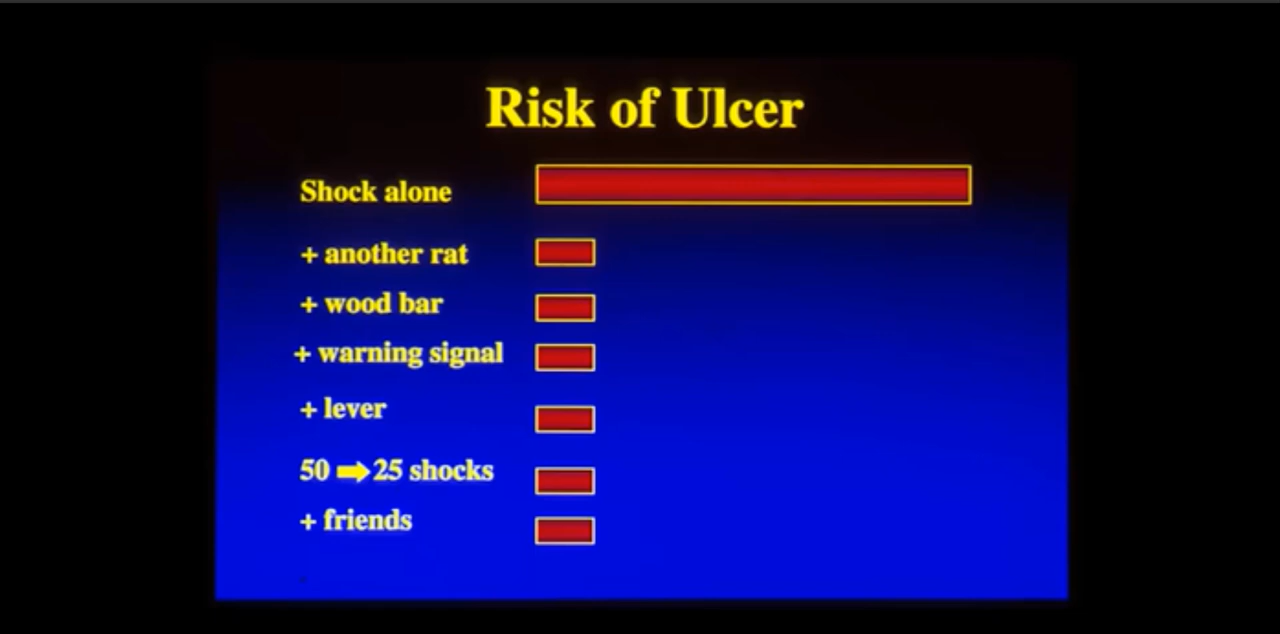 Risk of Ulcer
Shock alone
+ another rat
+ wood bar
+ warning signal
+ lever
50 ➡ 25 shocks
+ friends